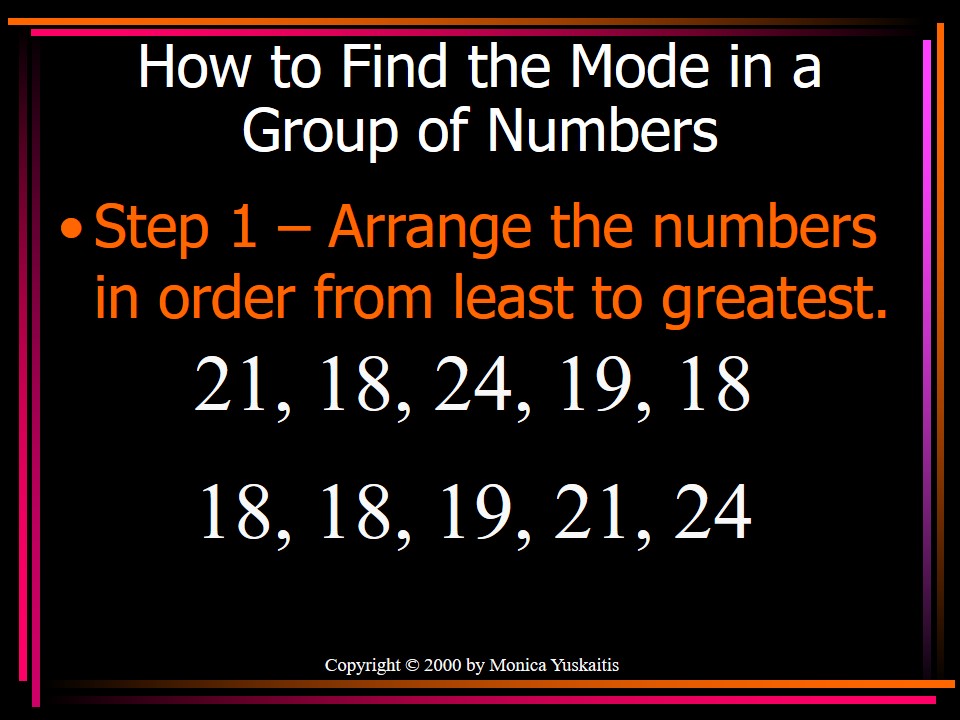 How to Find the Mode in a
Group of Numbers
• Step 1 – Arrange the numbers
in order from least to greatest.
21, 18, 24, 19, 18
18, 18, 19, 21, 24
Copyright © 2000 by Monica Yuskaitis